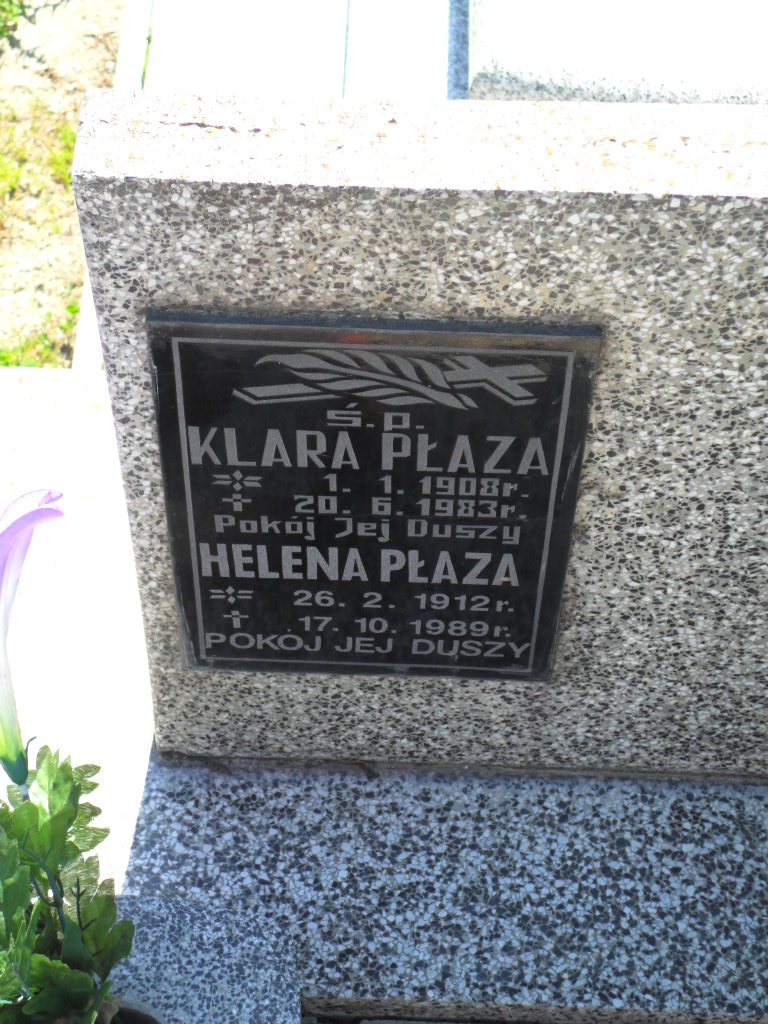 Ś.P.
KLARA PŁAZA
1. 1. 1908r.
20. 6. 1983r.
Pokój Jej Duszy
HELENA PŁAZA
26. 2. 1912r.
17. 10. 1989r.
POKÓJ JEJ DUSZY